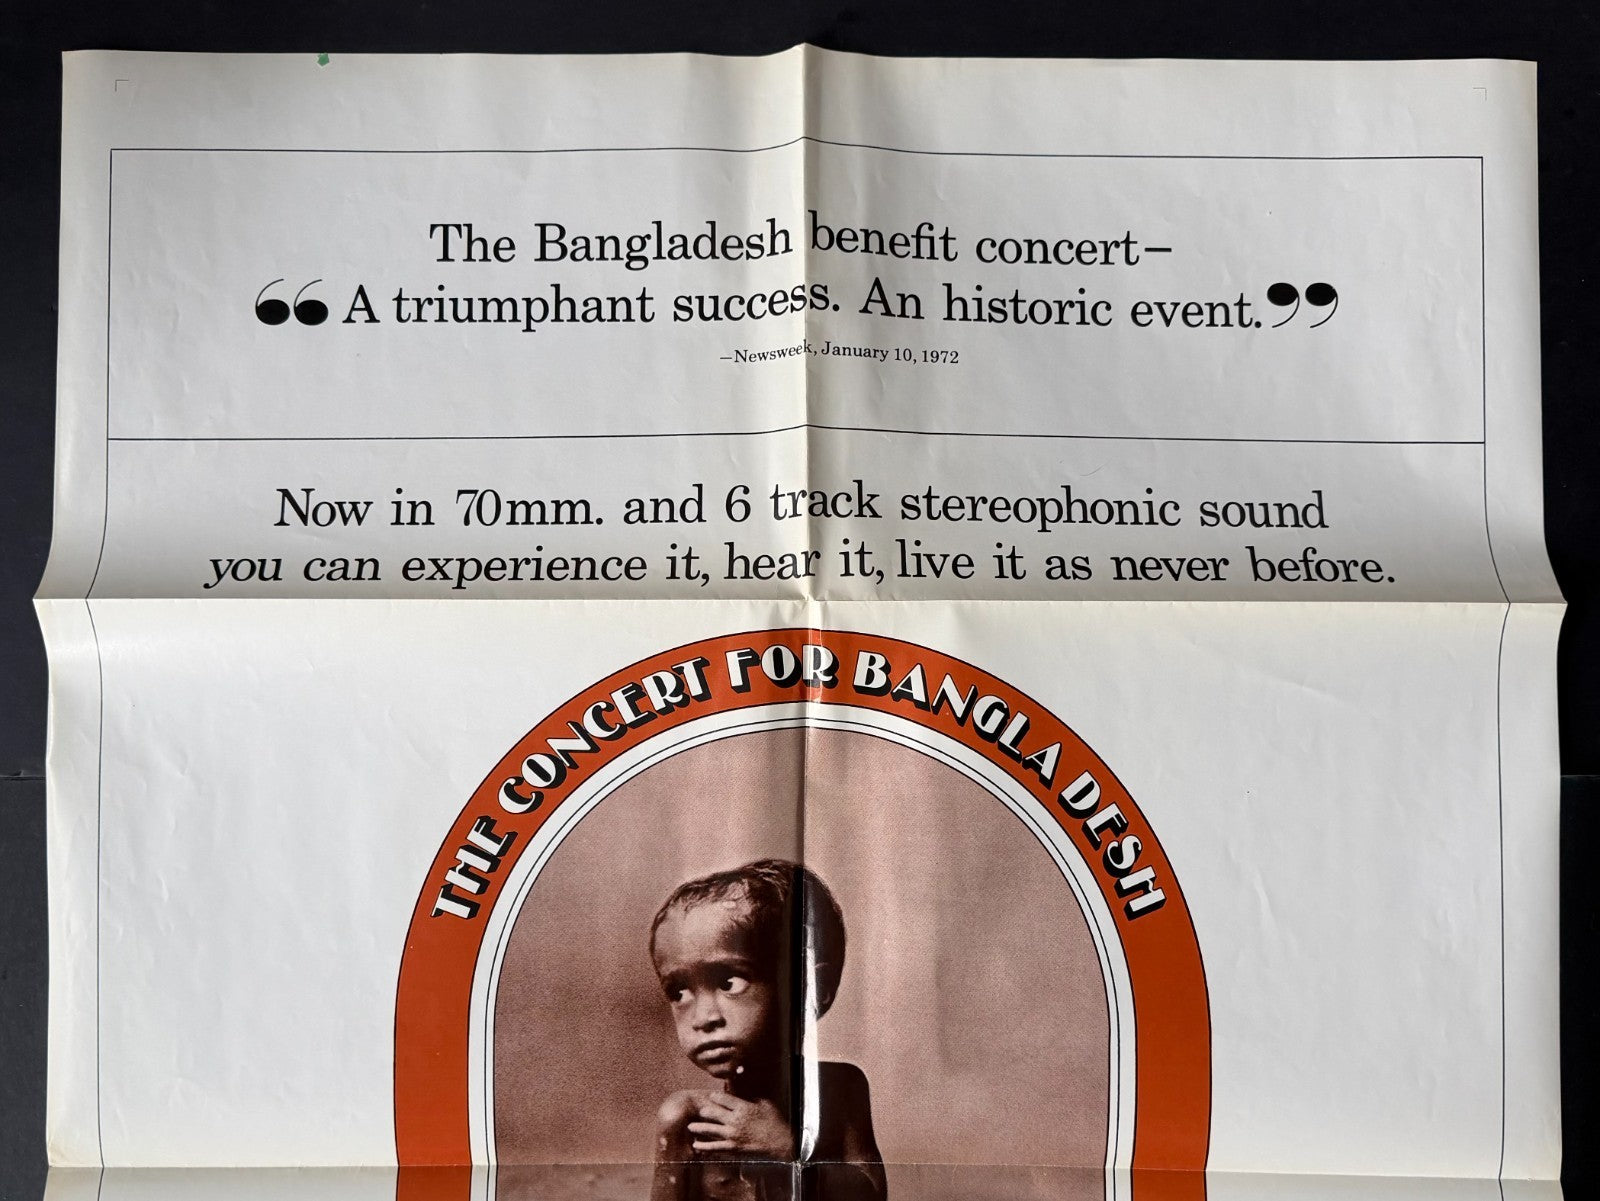 The Bangladesh benefit concert—
“A triumphant success. An historic event.”
—Newsweek, January 10, 1972
Now in 70mm. and 6 track stereophonic sound
you can experience it, hear it, live it as never before.
THE CONCERT FOR BANGLA DESH